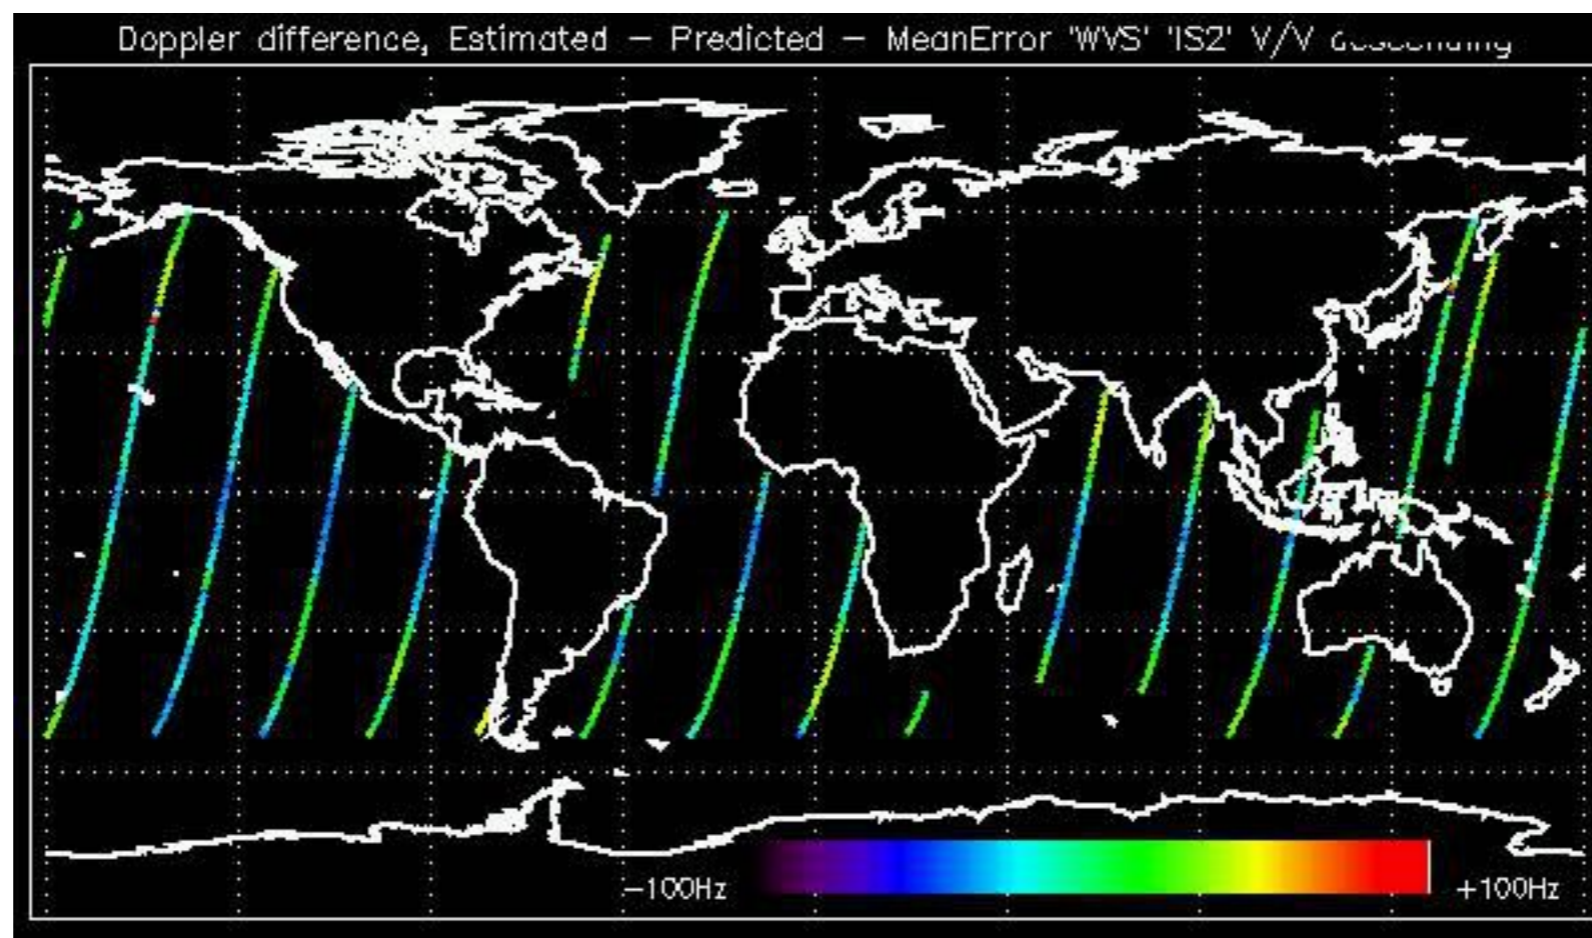 Doppler difference, Estimated - Predicted - MeanError 'WVS' 'IS2' V/V
-100Hz
+100Hz